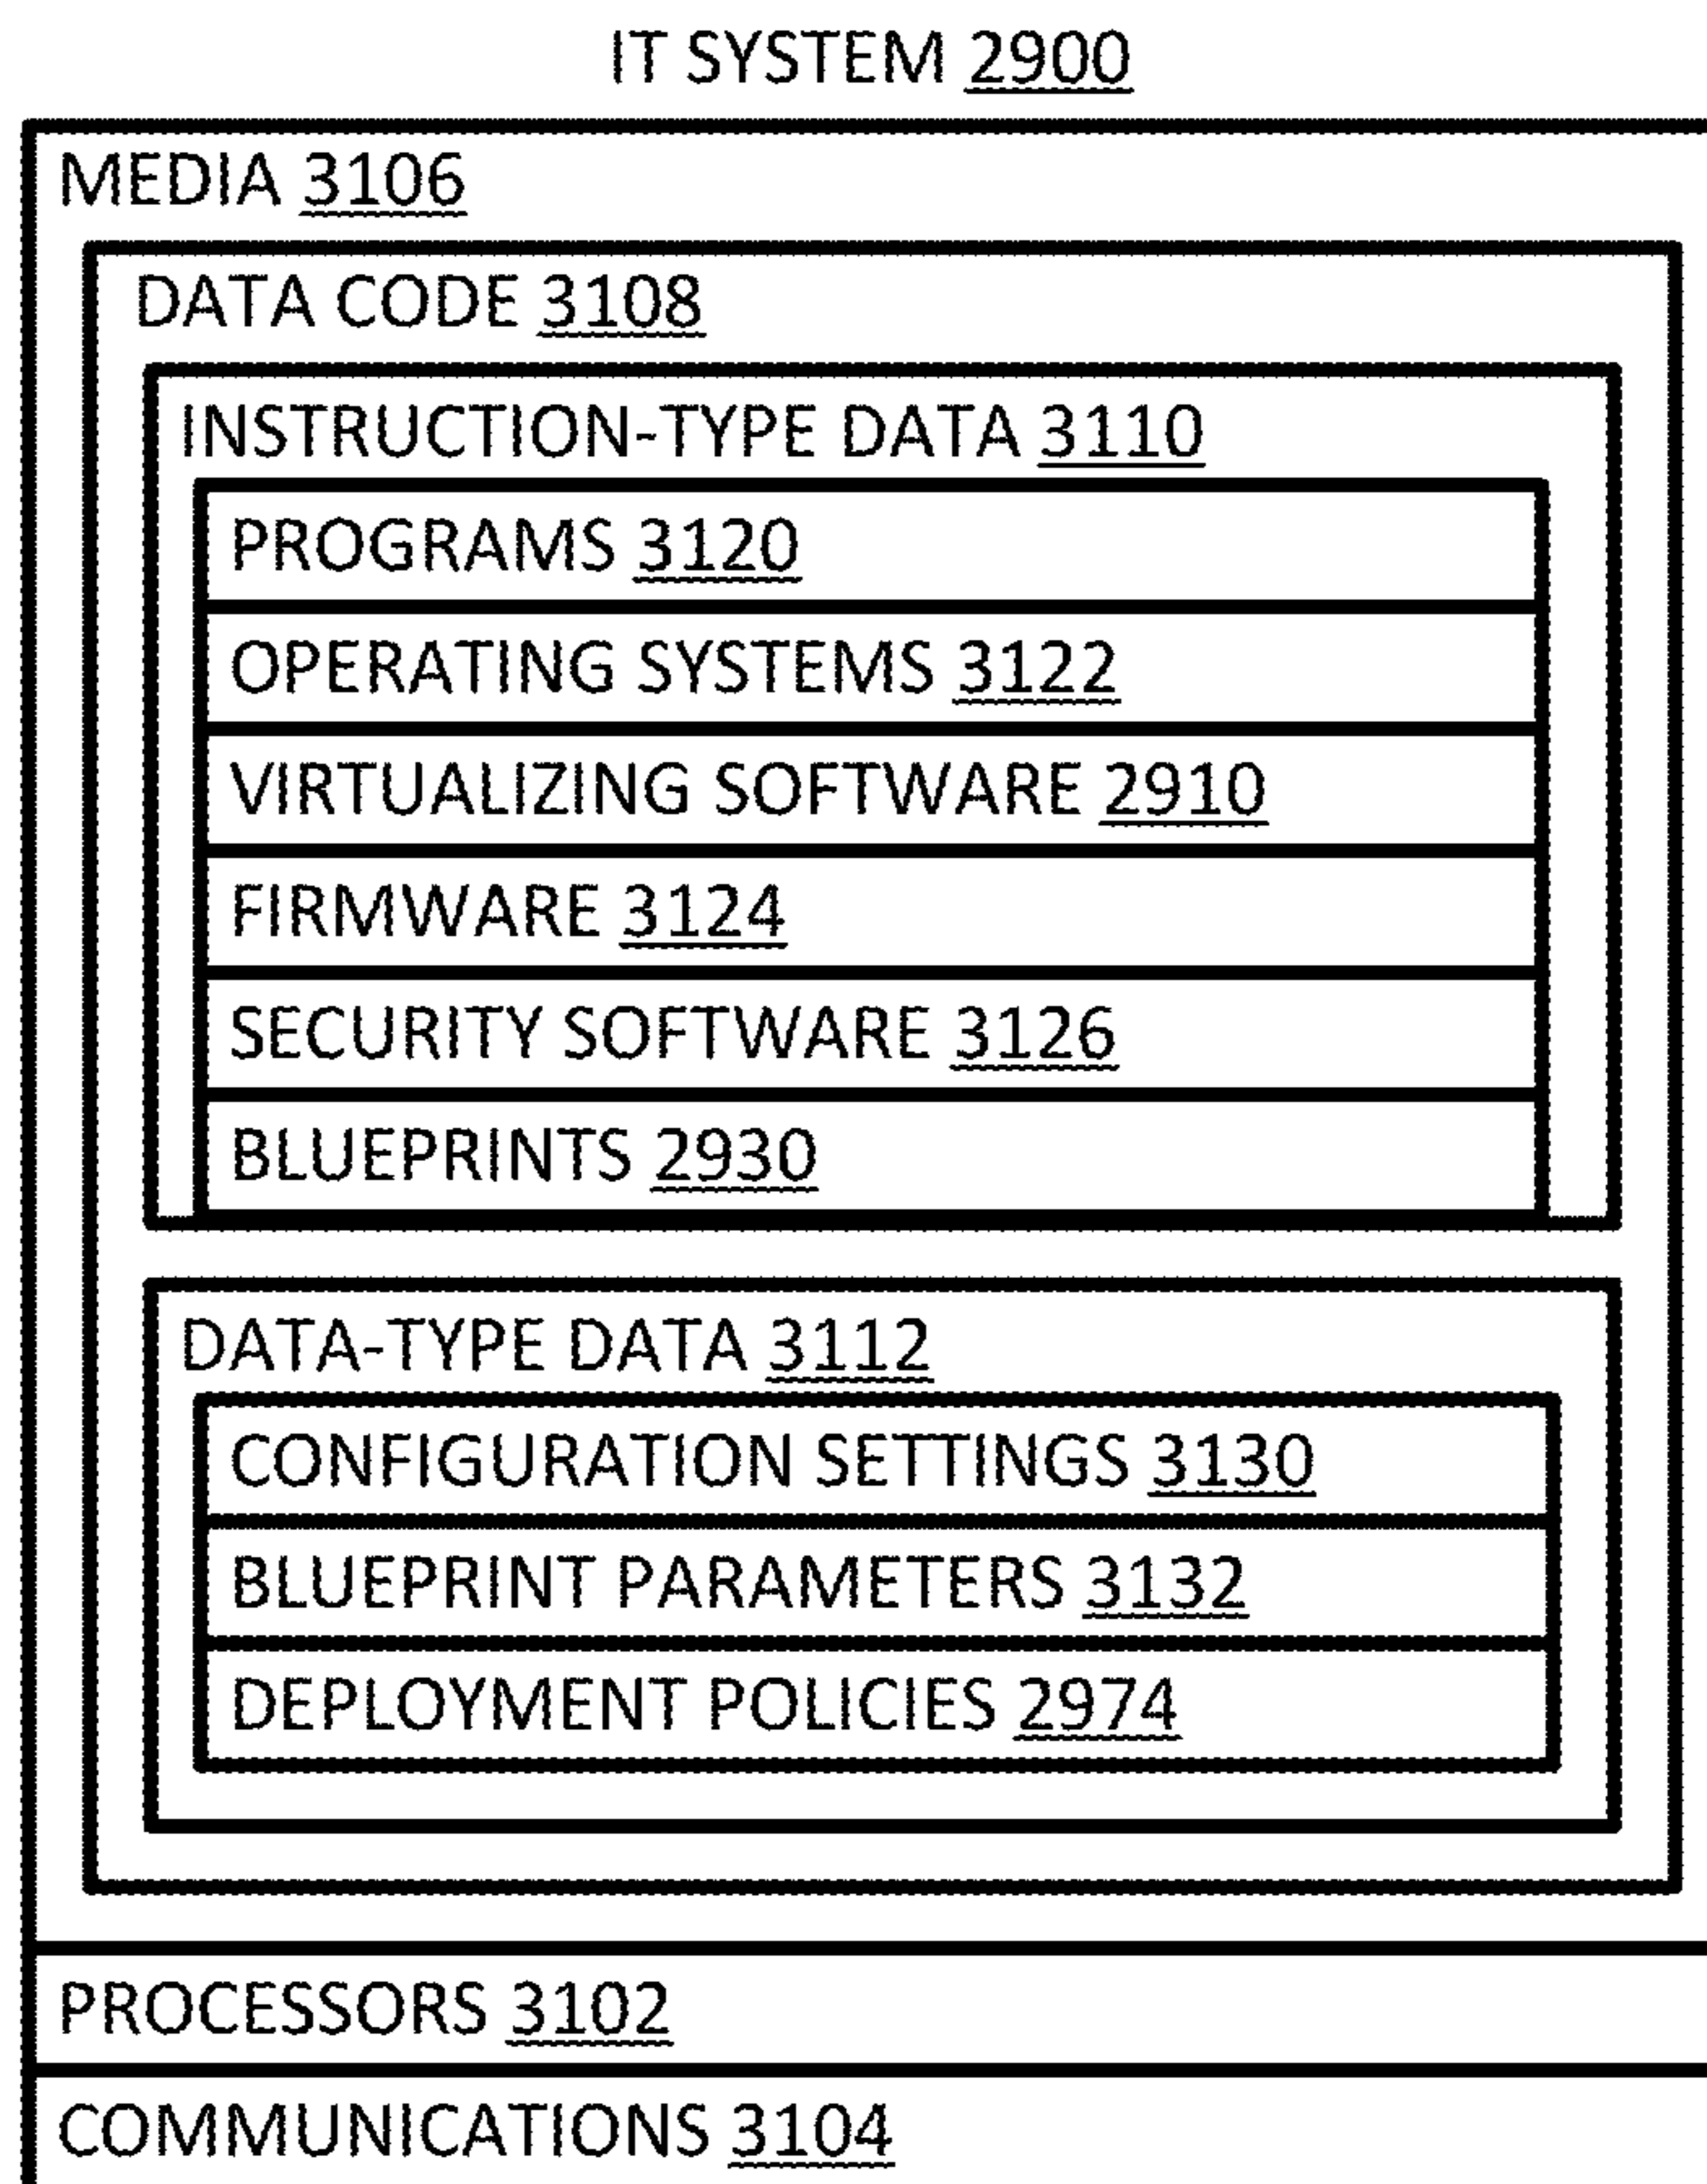 IT SYSTEM 2900
MEDIA 3106
DATA CODE 3108
INSTRUCTION-TYPE DATA 3110
PROGRAMS 3120
OPERATING SYSTEMS 3122
VIRTUALIZING SOFTWARE 2910
FIRMWARE 3124
SECURITY SOFTWARE 3126
BLUEPRINTS 2930
DATA-TYPE DATA 3112
CONFIGURATION SETTINGS 3130
BLUEPRINT PARAMETERS 3132
DEPLOYMENT POLICIES 2974
PROCESSORS 3102
COMMUNICATIONS 3104